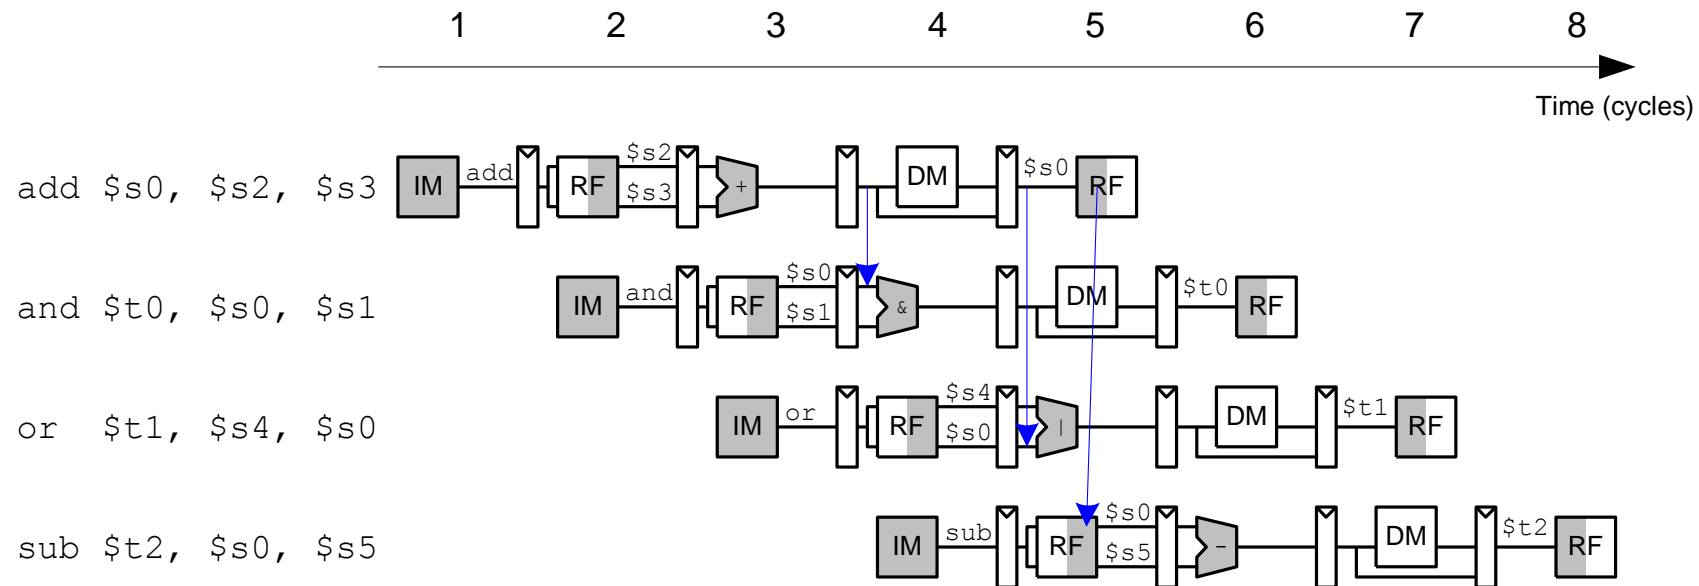 1 2 3 4 5 6 7 8
Time (cycles)
add $s0, $s2, $s3 IM add RF $s2 $s3 + DM $s0 RF
and $t0, $s0, $s1 IM and RF $s0 $s1 & DM $t0 RF
or $t1, $s4, $s0 IM or RF $s4 $s0 | DM $t1 RF
sub $t2, $s0, $s5 IM sub RF $s0 $s5 - DM $t2 RF